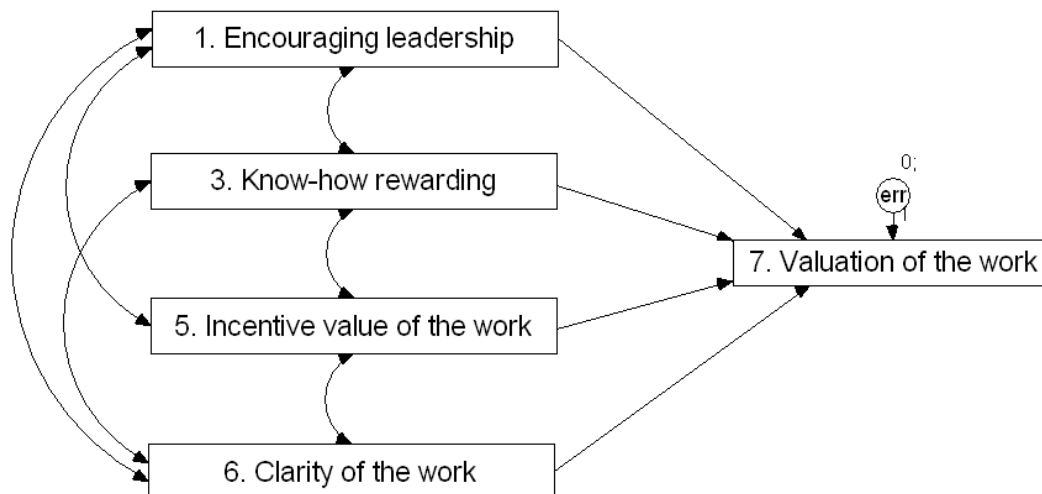 1. Encouraging leadership
3. Know-how rewarding
0;
err
1
7. Valuation of the work
5. Incentive value of the work
6. Clarity of the work